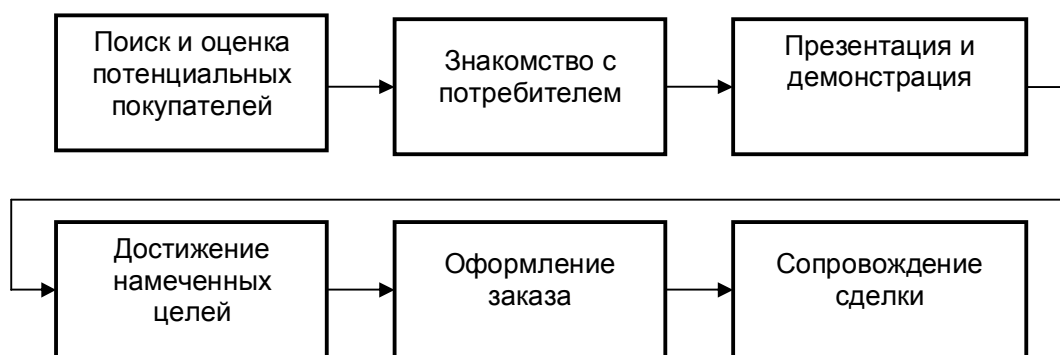 Поиск и оценка
потенциальных
покупателей
Знакомство с
потребителем
Презентация и
демонстрация
Достижение
намеченных
целей
Оформление
заказа
Сопровождение
сделки